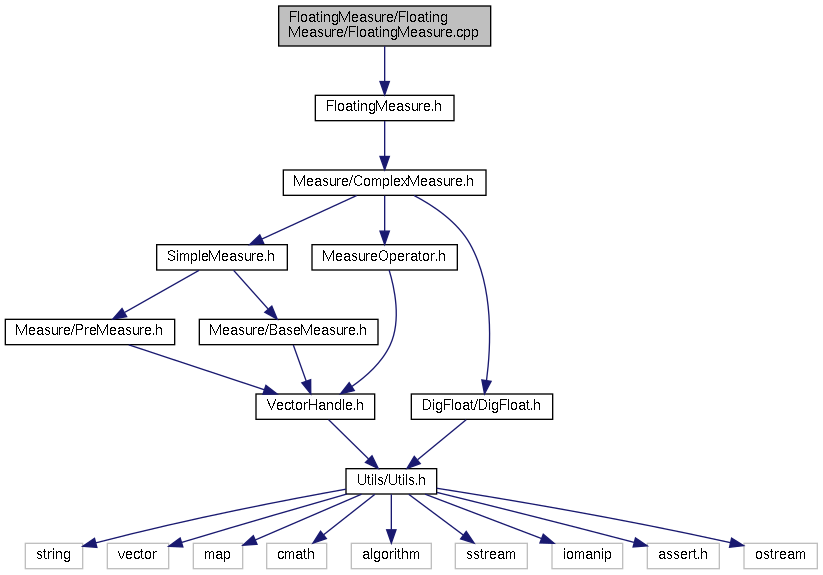 FloatingMeasure/Floating
Measure/FloatingMeasure.cpp
FloatingMeasure.h
Measure/ComplexMeasure.h
SimpleMeasure.h
MeasureOperator.h
Measure/PreMeasure.h
Measure/BaseMeasure.h
VectorHandle.h
DigFloat/DigFloat.h
Utils/Utils.h
string
vector
map
cmath
algorithm
sstream
iomanip
assert.h
ostream